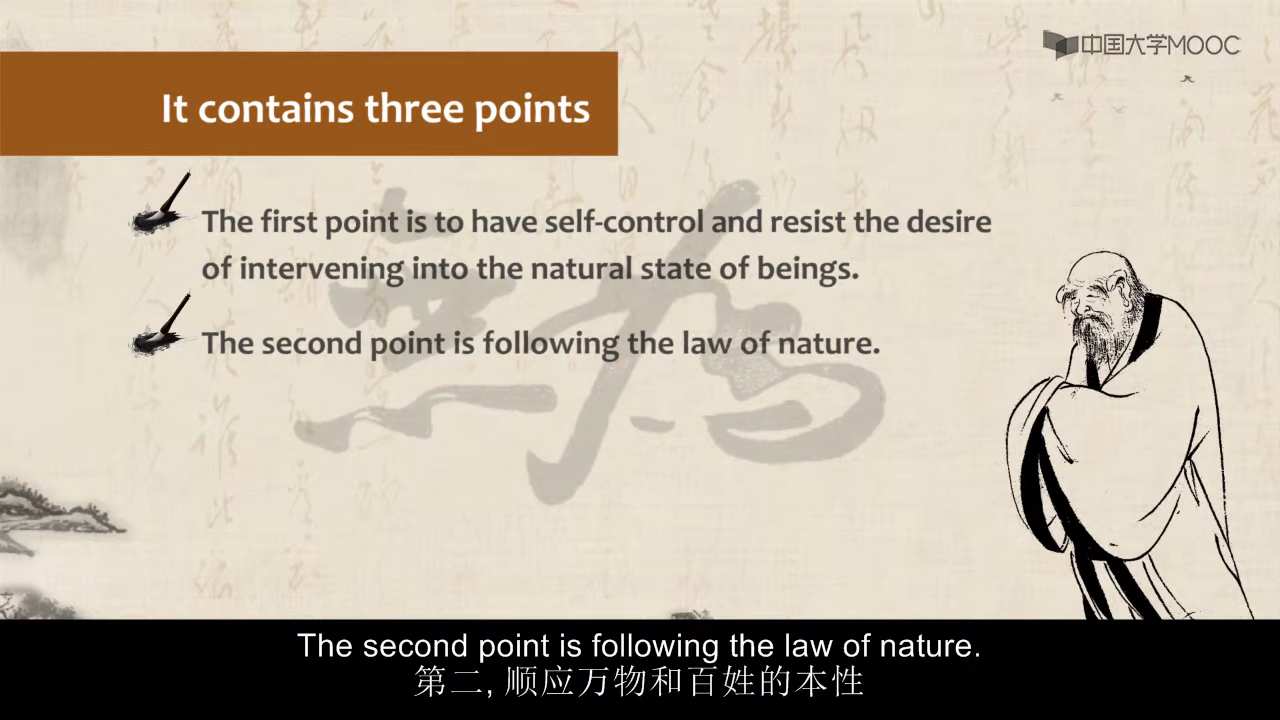 中国大学MOOC
It contains three points
The first point is to have self-control and resist the desire
of intervening into the natural state of beings.
The second point is following the law of nature.
無為
The second point is following the law of nature.
第二, 顺应万物和百姓的本性